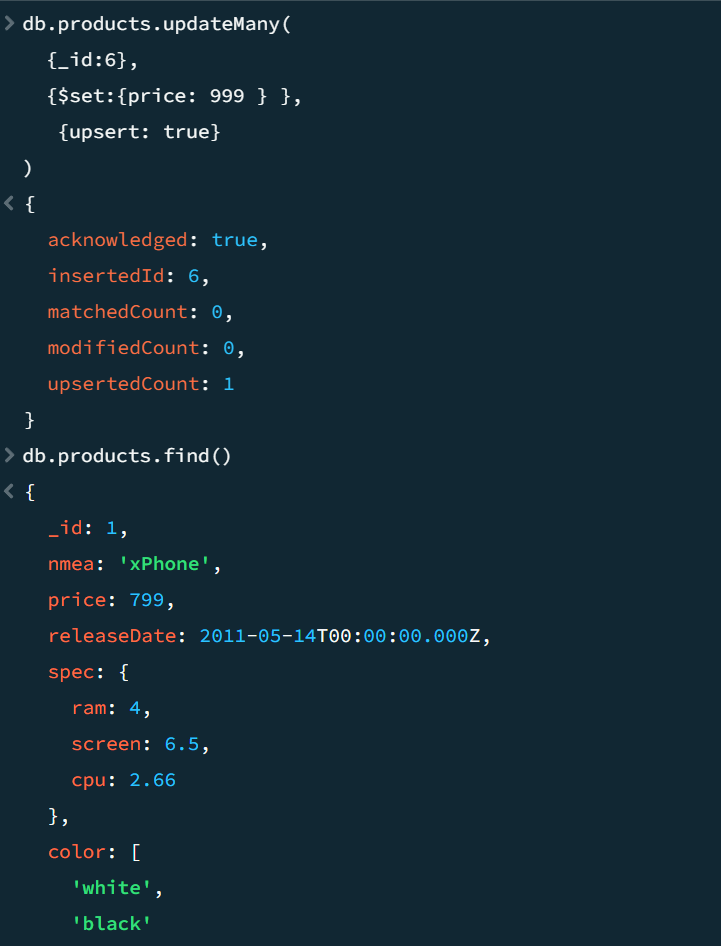 > db.products.updateMany(
{_id:6},
{$set:{price: 999 } },
{upsert: true}
)
< {
acknowledged: true,
insertedId: 6,
matchedCount: 0,
modifiedCount: 0,
upsertedCount: 1
}
> db.products.find()
< {
_id: 1,
nmea: 'xPhone',
price: 799,
releaseDate: 2011-05-14T00:00:00.000Z,
spec: {
ram: 4,
screen: 6.5,
cpu: 2.66
},
color: [
'white',
'black'